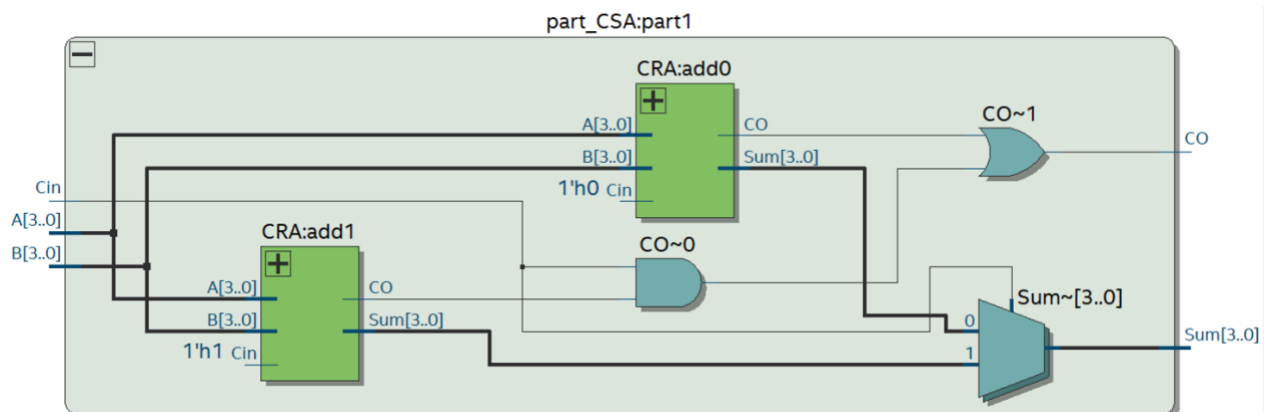 part_CSA:part1
CRA:add0
A[3..0]
B[3..0]
1'h0 Cin
CO
Sum[3..0]
CO~1
CO
Cin
A[3..0]
B[3..0]
CRA:add1
A[3..0]
B[3..0]
1'h1 Cin
CO
Sum[3..0]
CO~0
Sum~[3..0]
0
1
Sum[3..0]